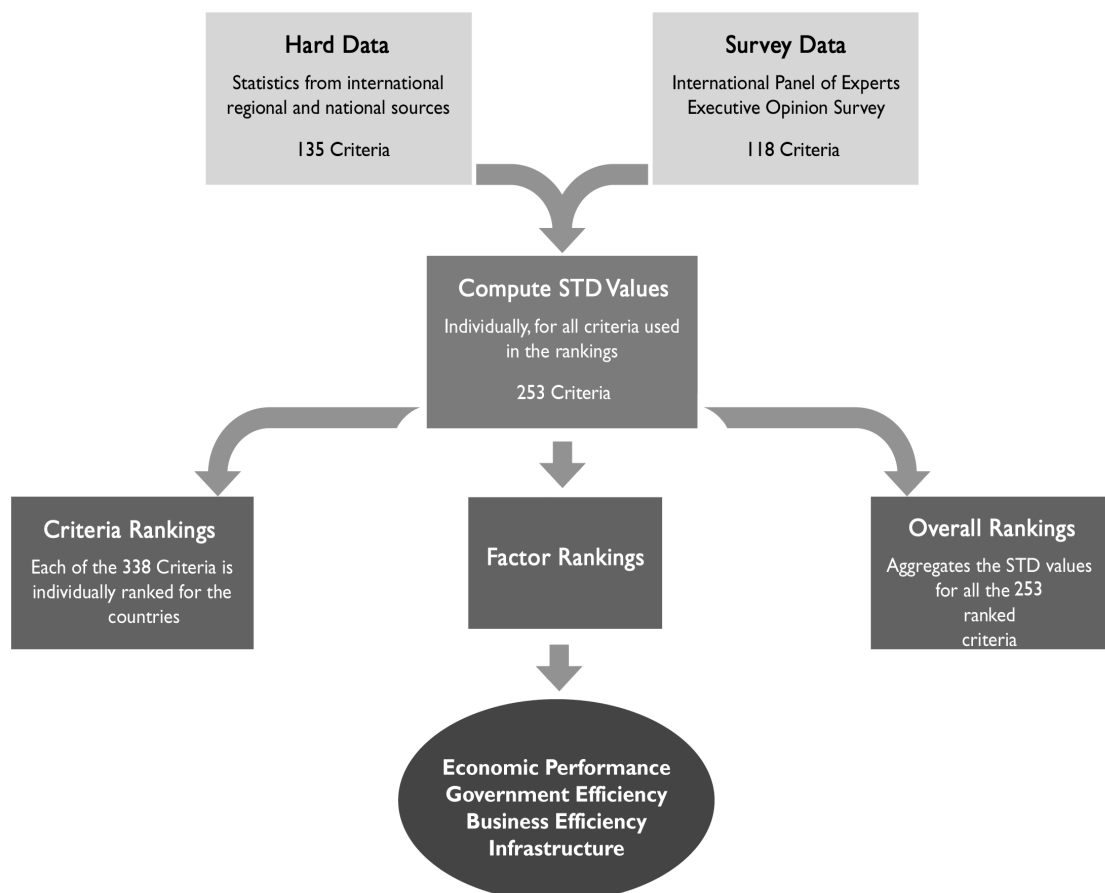 Hard Data
Statistics from international
regional and national sources
135 Criteria
Survey Data
International Panel of Experts
Executive Opinion Survey
118 Criteria
Compute STD Values
Individually, for all criteria used
in the rankings
253 Criteria
Criteria Rankings
Each of the 338 Criteria is
individually ranked for the
countries
Factor Rankings
Overall Rankings
Aggregates the STD values
for all the 253
ranked
criteria
Economic Performance
Government Efficiency
Business Efficiency
Infrastructure